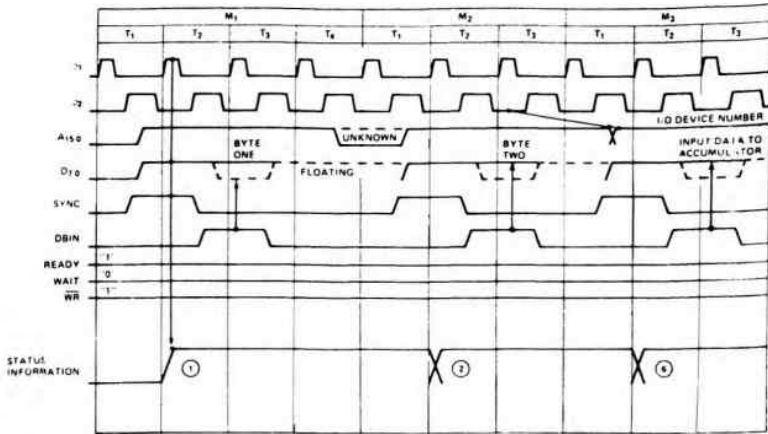 M1 M2 M3
T1 T2 T3 T4 T1 T2 T3 T1 T2 T3
I/O DEVICE NUMBER
A15 0
UNKNOWN
BYTE ONE
BYTE TWO
INPUT DATA TO ACCUMULATOR
D7 0
FLOATING
SYNC
DBIN
READY "1"
WAIT "0"
WR "1"
STATUS INFORMATION
1 2 6